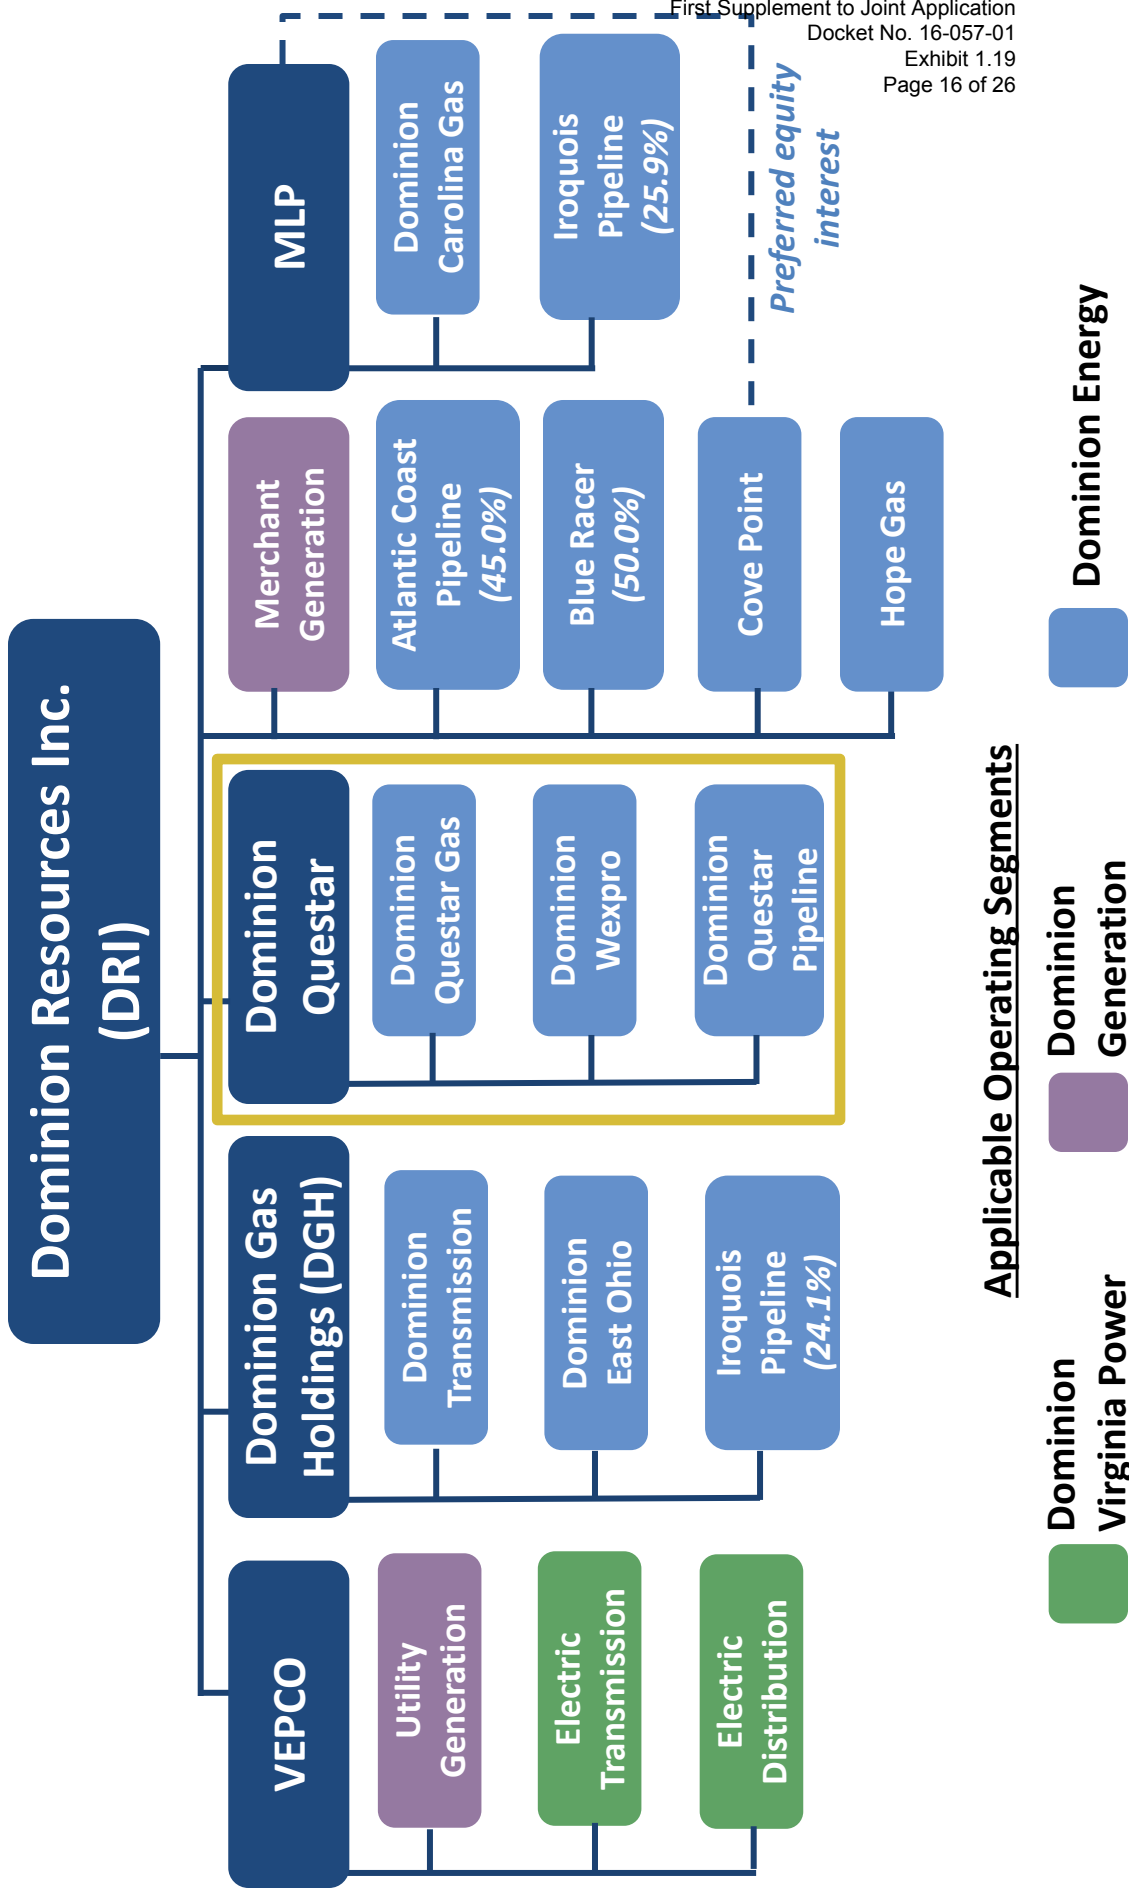 First Supplement to Joint Application
Docket No. 16-057-01
Exhibit 1.19
Page 16 of 26
Dominion Resources Inc.
(DRI)
VEPCO
Utility
Generation
Electric
Transmission
Electric
Distribution
Dominion Gas
Holdings (DGH)
Dominion
Transmission
Dominion
East Ohio
Iroquois
Pipeline
(24.1%)
Dominion
Questar
Dominion
Questar Gas
Dominion
Wexpro
Dominion
Questar
Pipeline
Merchant
Generation
Atlantic Coast
Pipeline
(45.0%)
Blue Racer
(50.0%)
Cove Point
Hope Gas
MLP
Dominion
Carolina Gas
Iroquois
Pipeline
(25.9%)
Preferred equity
interest
Applicable Operating Segments
Dominion
Virginia Power
Dominion
Generation
Dominion Energy